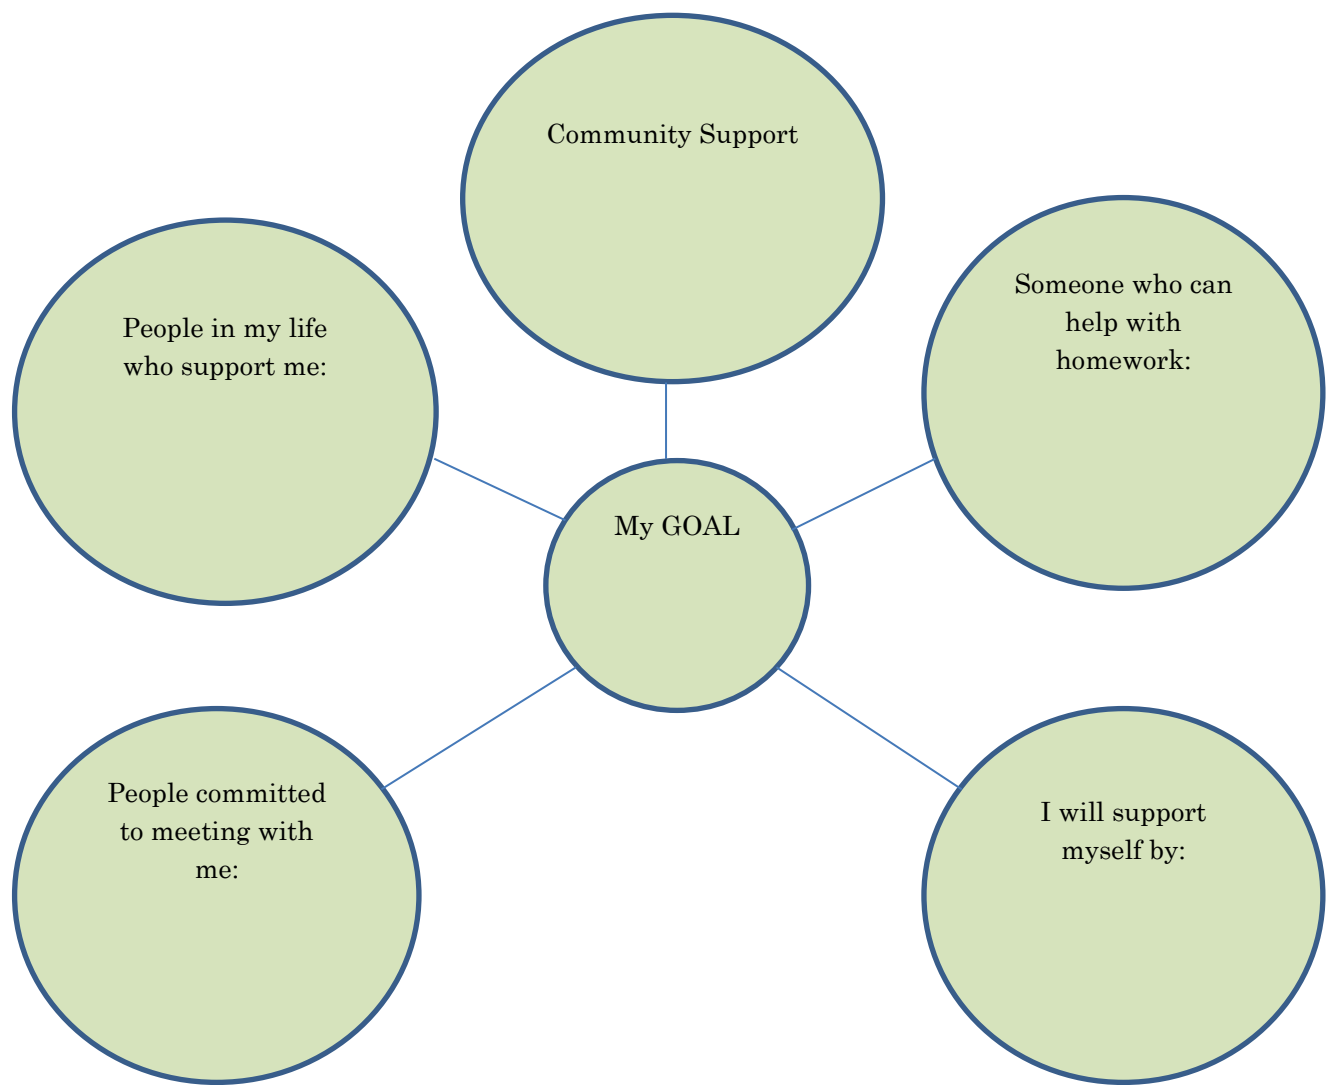 Community Support
People in my life
who support me:
Someone who can
help with
homework:
My GOAL
People committed
to meeting with
me:
I will support
myself by: